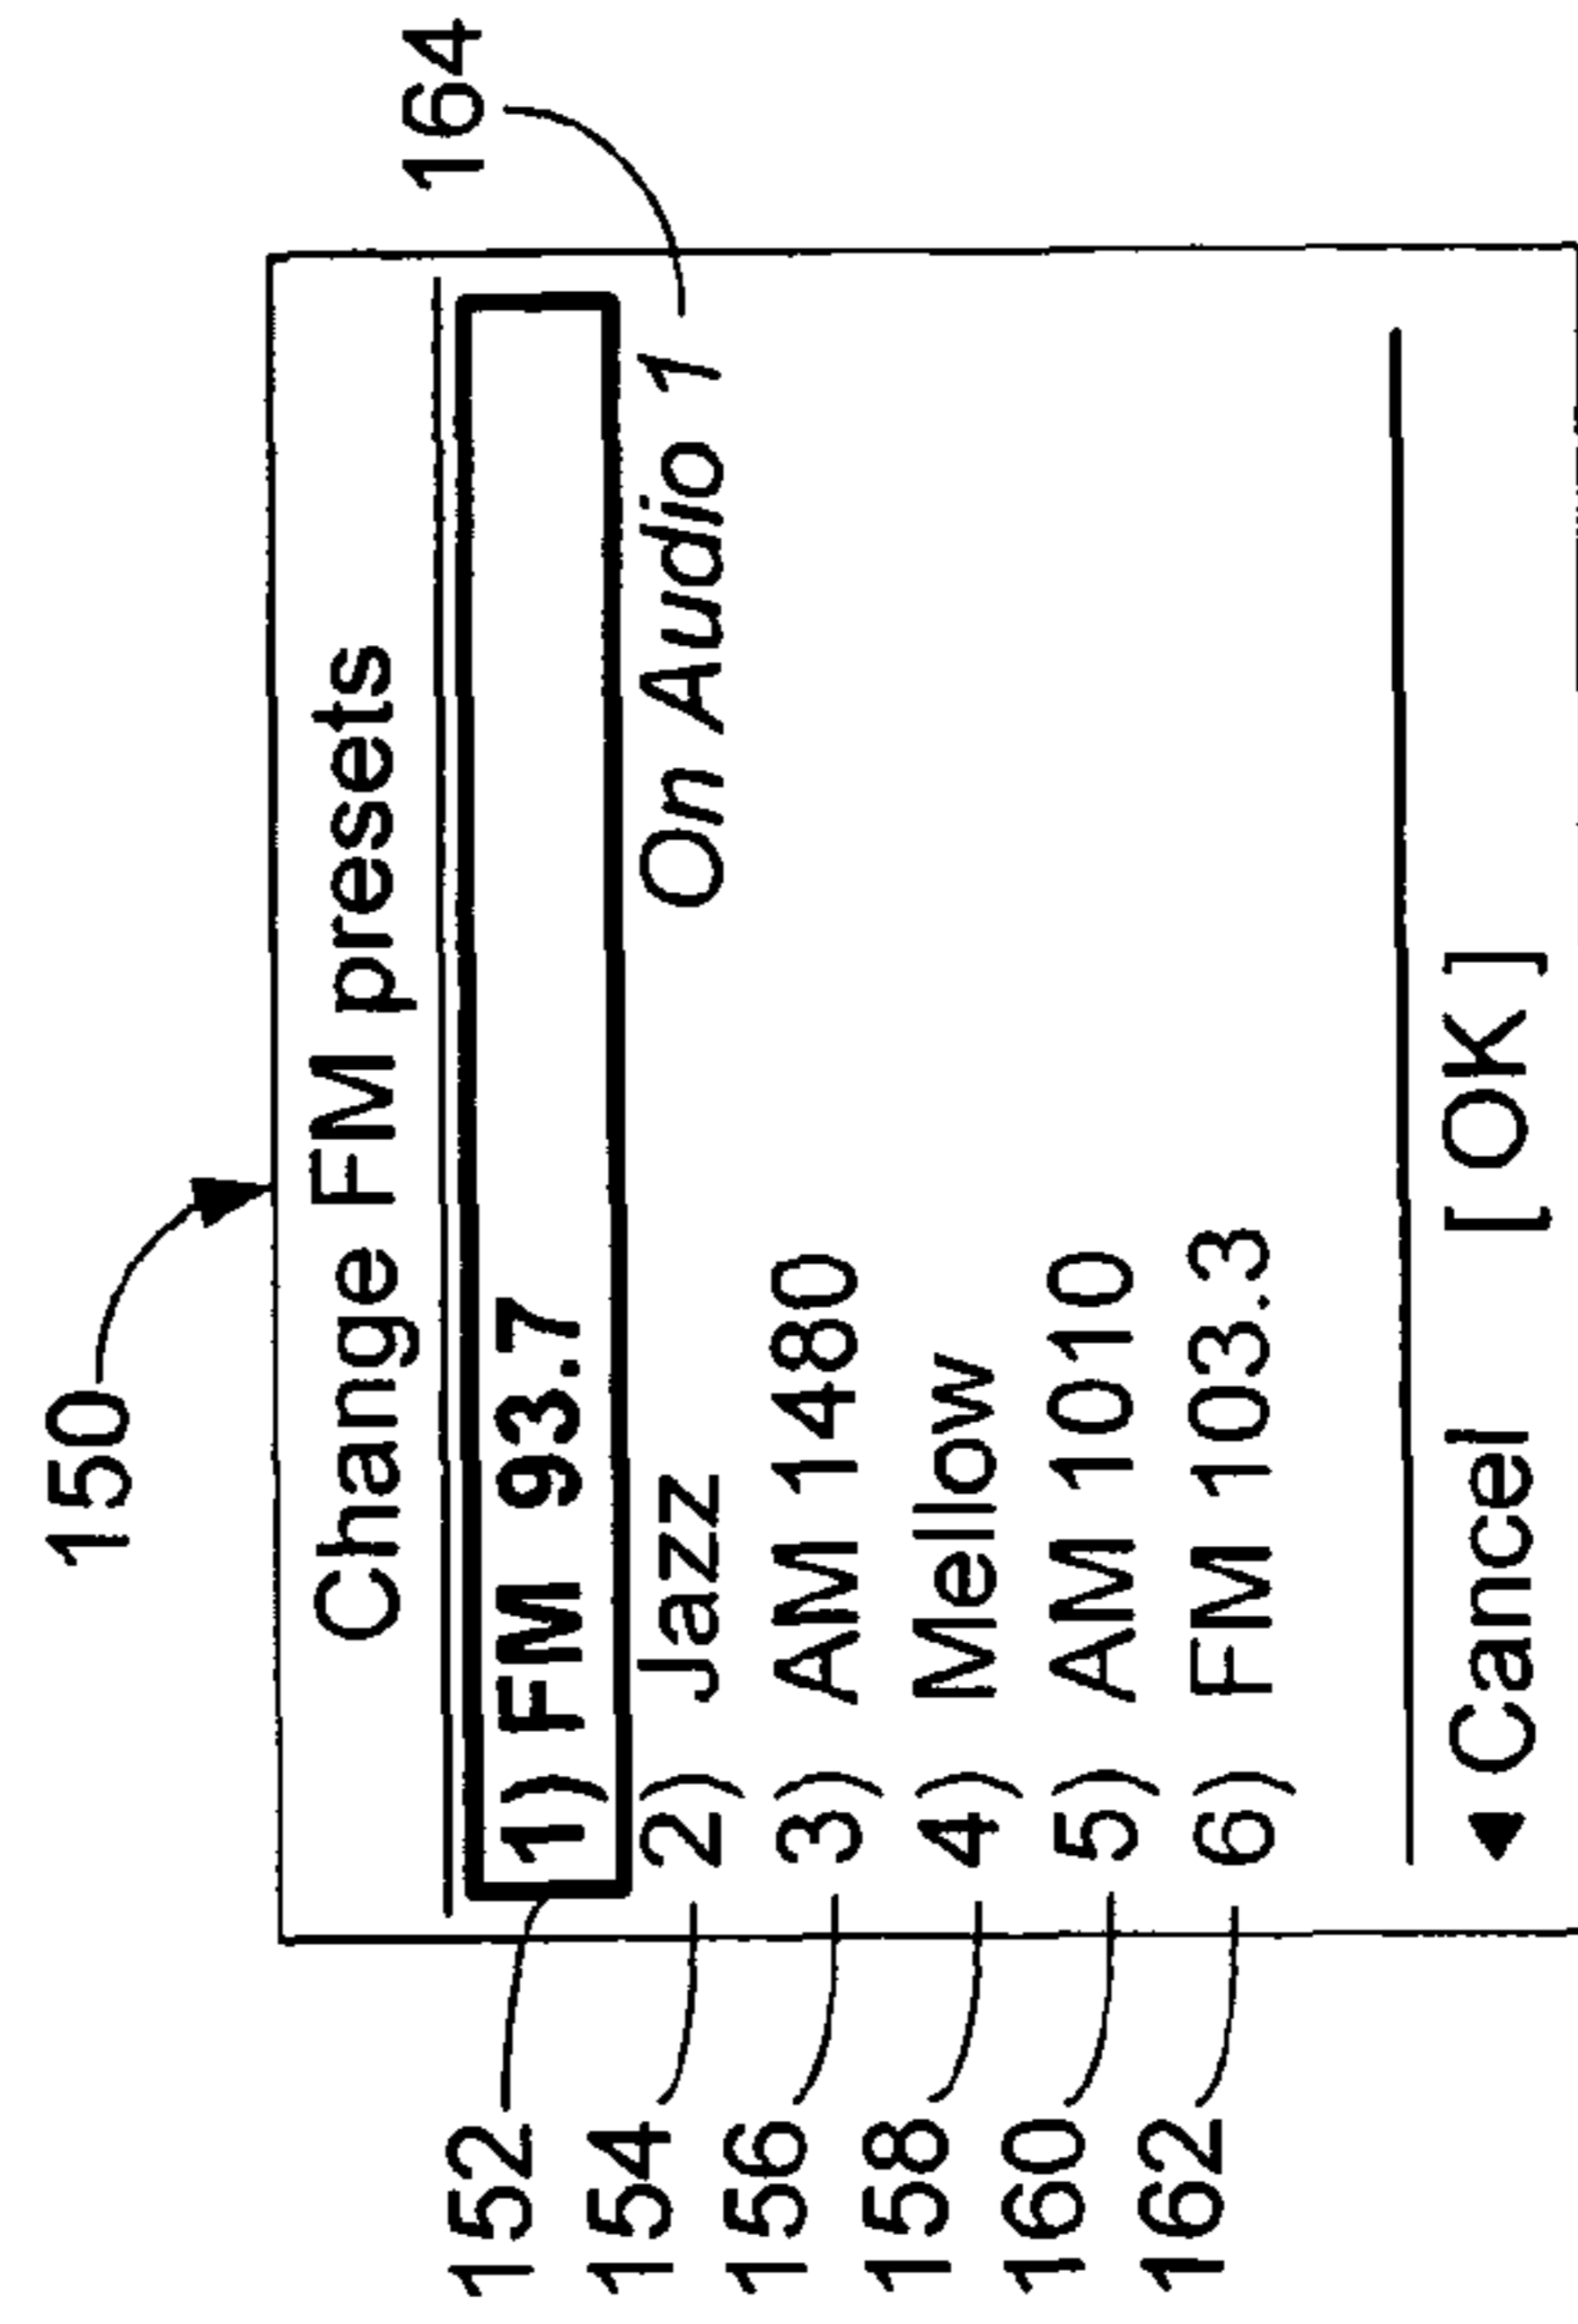 150
Change FM presets
152 1) FM 93.7
154 2) Jazz On Audio 1 164
156 3) AM 1480
158 4) Mellow
160 5) AM 1010
162 6) FM 103.3
◄ Cancel [ OK ]